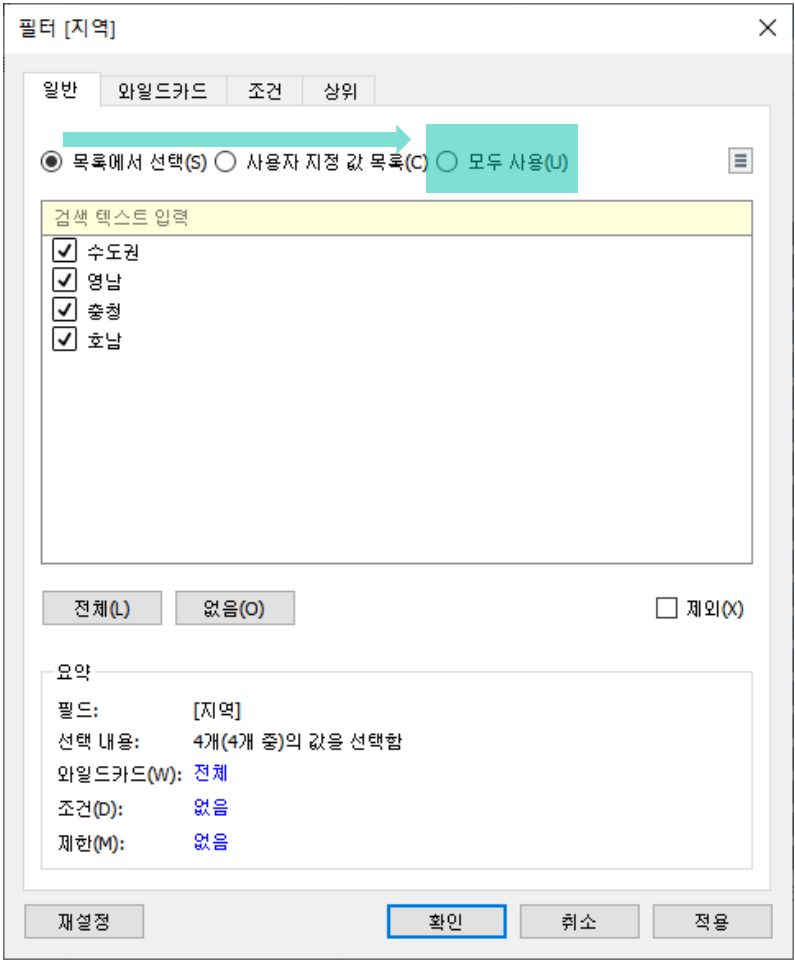 필터 [지역]
일반 와일드카드 조건 상위
목록에서 선택(S) 사용자 지정 값 목록(C) 모두 사용(U)
검색 텍스트 입력
수도권
영남
충청
호남
전체(L) 없음(O) 제외(X)
요약
필드: [지역]
선택 내용: 4개(4개 중)의 값을 선택함
와일드카드(W): 전체
조건(D): 없음
제한(M): 없음
재설정 확인 취소 적용